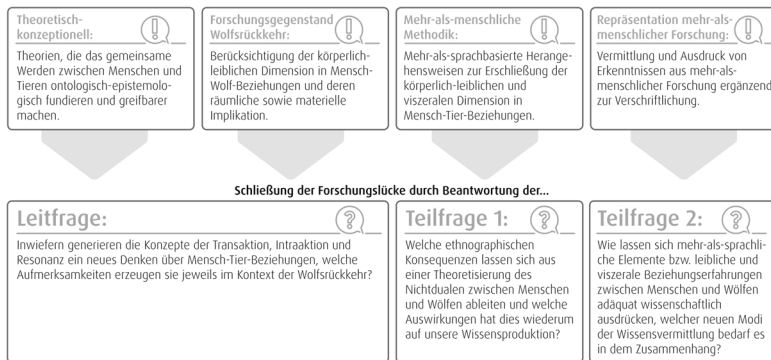 Theoretisch-
konzeptionell:
Theorien, die das gemeinsame
Werden zwischen Menschen und
Tieren ontologisch-epistemolo-
gisch fundieren und greifbarer
machen.
Forschungsgegenstand
Wolfsrückkehr:
Berücksichtigung der körperlich-
leiblichen Dimension in Mensch-
Wolf-Beziehungen und deren
räumliche sowie materielle
Implikation.
Mehr-als-menschliche
Methodik:
Mehr-als-sprachbasierte Herange-
hensweisen zur Erschließung der
körperlich-leiblichen und
viszeralen Dimension in
Mensch-Tier-Beziehungen.
Repräsentation mehr-als-
menschlicher Forschung:
Vermittlung und Ausdruck von
Erkenntnissen aus mehr-als-
menschlicher Forschung ergänzend
zur Verschriftlichung.
Schließung der Forschungslücke durch Beantwortung der...
Leitfrage:
Inwiefern generieren die Konzepte der Transaktion, Intraaktion und
Resonanz ein neues Denken über Mensch-Tier-Beziehungen, welche
Aufmerksamkeiten erzeugen sie jeweils im Kontext der Wolfsrückkehr?
Teilfrage 1:
Welche ethnographischen
Konsequenzen lassen sich aus
einer Theoretisierung des
Nichtdualen zwischen Menschen
und Wölfen ableiten und welche
Auswirkungen hat dies wiederum
auf unsere Wissensproduktion?
Teilfrage 2:
Wie lassen sich mehr-als-sprachli-
che Elemente bzw. leibliche und
viszerale Beziehungserfahrungen
zwischen Menschen und Wölfen
adäquat wissenschaftlich
ausdrücken, welcher neuen Modi
der Wissensvermittlung bedarf es
in dem Zusammenhang?